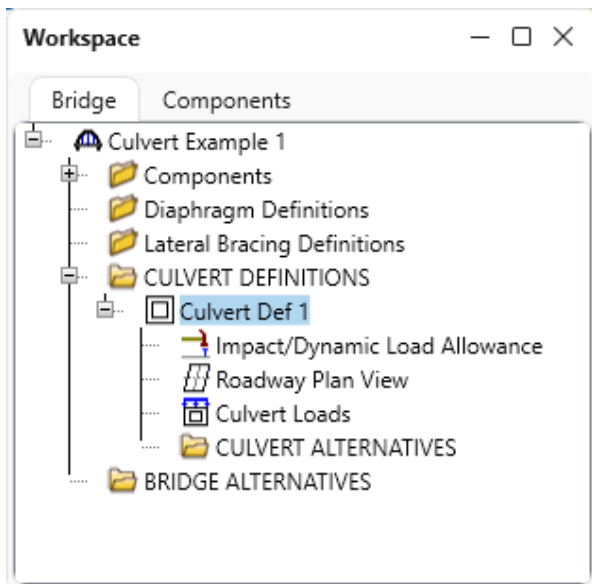 Workspace
Bridge Components
Culvert Example 1
Components
Diaphragm Definitions
Lateral Bracing Definitions
CULVERT DEFINITIONS
Culvert Def 1
Impact/Dynamic Load Allowance
Roadway Plan View
Culvert Loads
CULVERT ALTERNATIVES
BRIDGE ALTERNATIVES